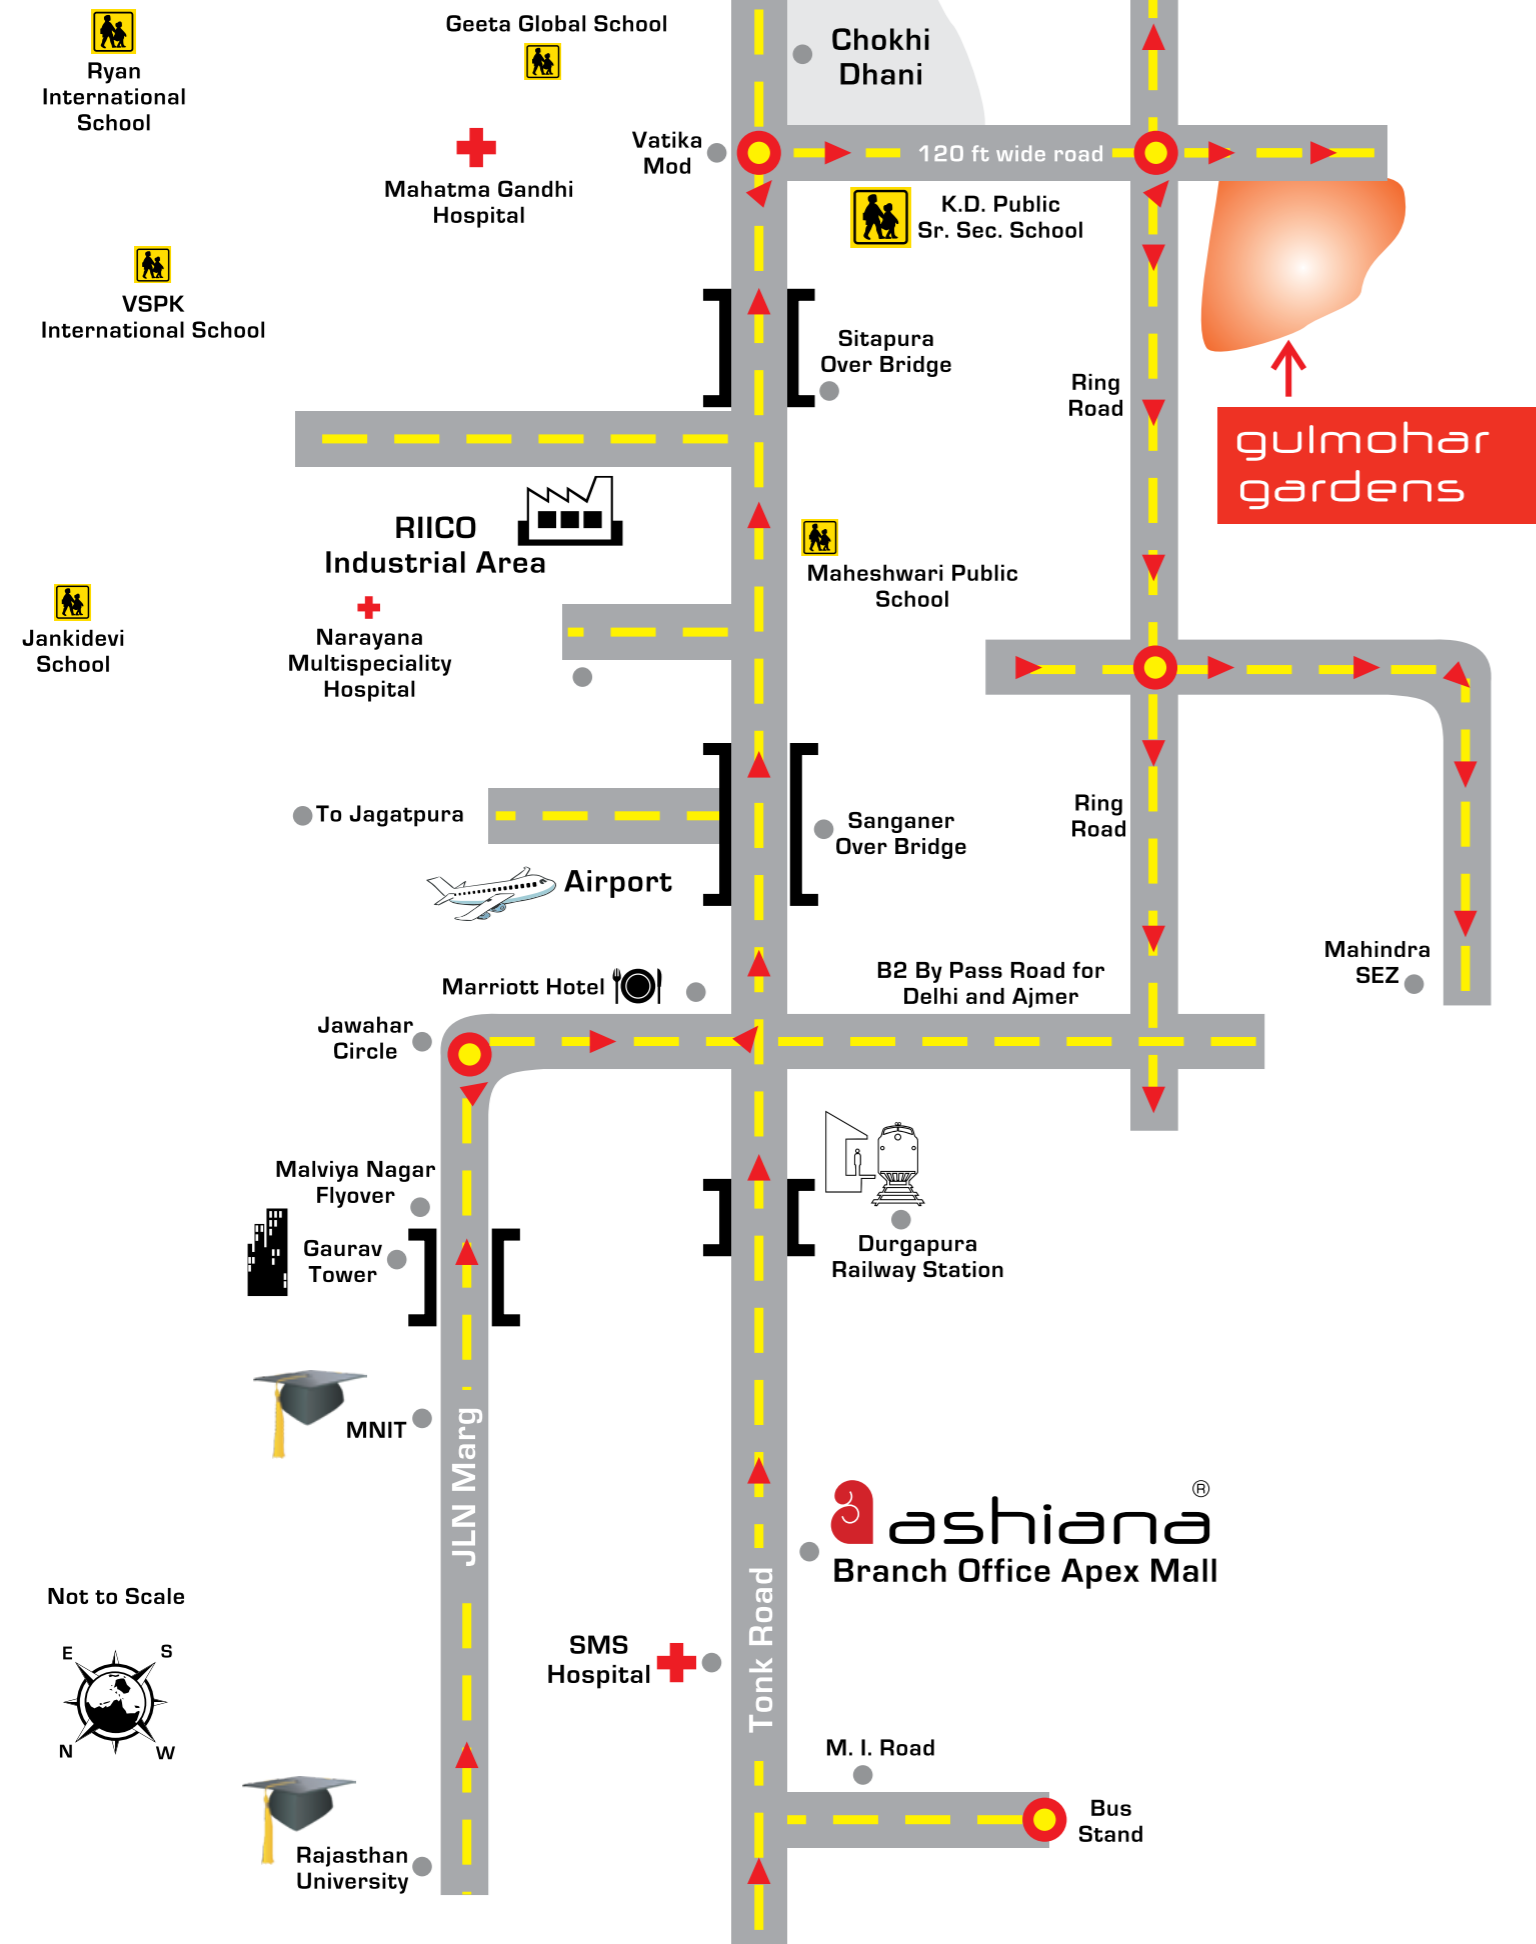 Geeta Global School
Ryan
International
School
Chokhi
Dhani
Vatika
Mod
120 ft wide road
Mahatma Gandhi
Hospital
K.D. Public
Sr. Sec. School
VSPK
International School
Sitapura
Over Bridge
Ring
Road
gulmohar
gardens
RIICO
Industrial Area
Maheshwari Public
School
Jankidevi
School
Narayana
Multispeciality
Hospital
To Jagatpura
Sanganer
Over Bridge
Ring
Road
Airport
Mahindra
SEZ
Marriott Hotel
B2 By Pass Road for
Delhi and Ajmer
Jawahar
Circle
Malviya Nagar
Flyover
Gaurav
Tower
Durgapura
Railway Station
MNIT
JLN Marg
ashiana ®
Branch Office Apex Mall
Not to Scale
E S
N W
SMS
Hospital
Tonk Road
M. I. Road
Bus
Stand
Rajasthan
University